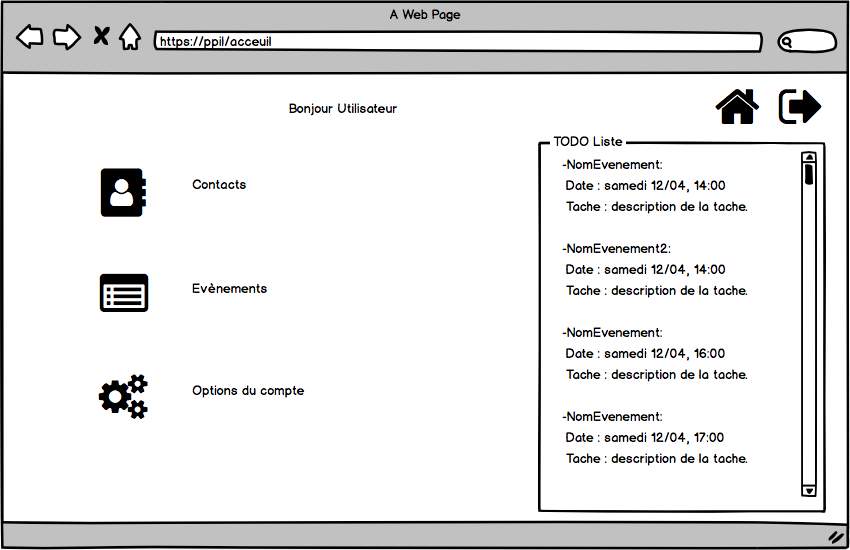 A Web Page
https://ppil/acceuil
Bonjour Utilisateur
Contacts
Evènements
Options du compte
TODO Liste
-NomEvenement:
Date : samedi 12/04, 14:00
Tache : description de la tache.
-NomEvenement2:
Date : samedi 12/04, 14:00
Tache : description de la tache.
-NomEvenement:
Date : samedi 12/04, 16:00
Tache : description de la tache.
-NomEvenement:
Date : samedi 12/04, 17:00
Tache : description de la tache.